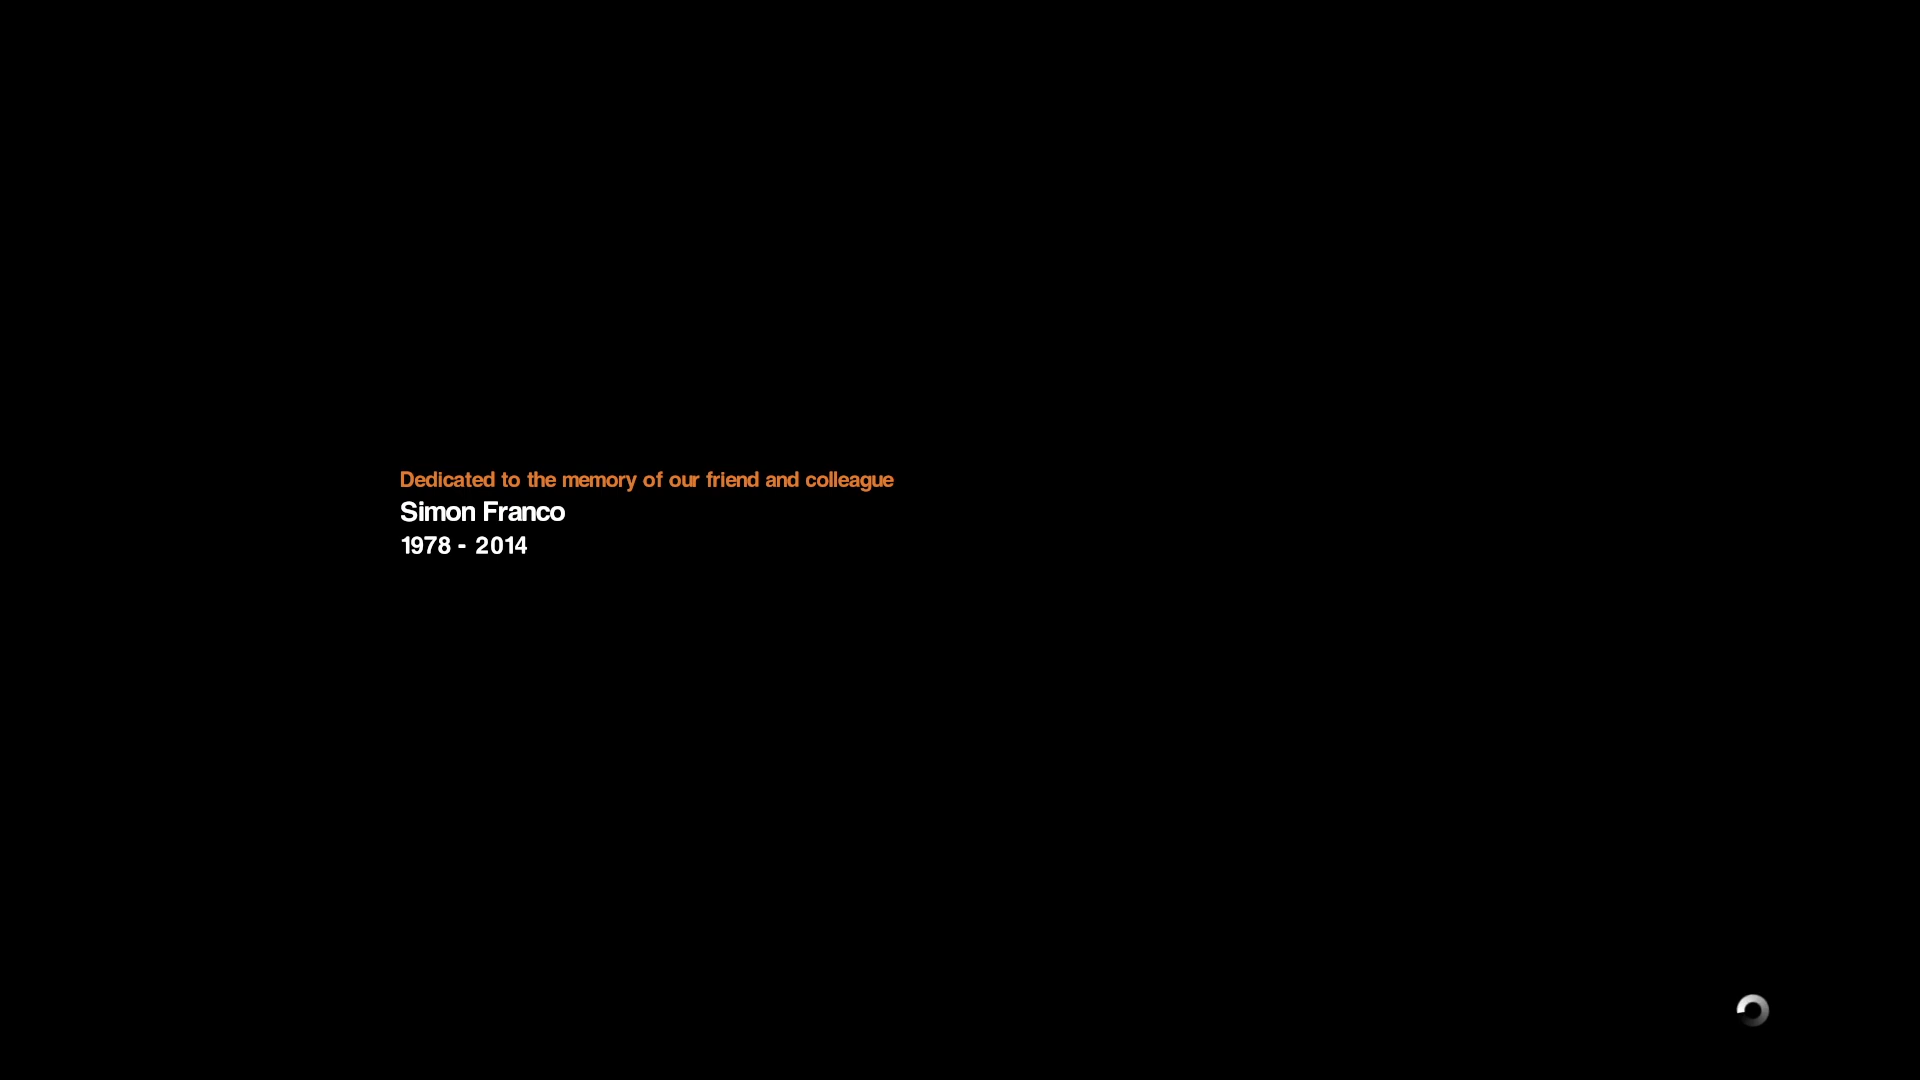 Dedicated to the memory of our friend and colleague
Simon Franco
1978 - 2014